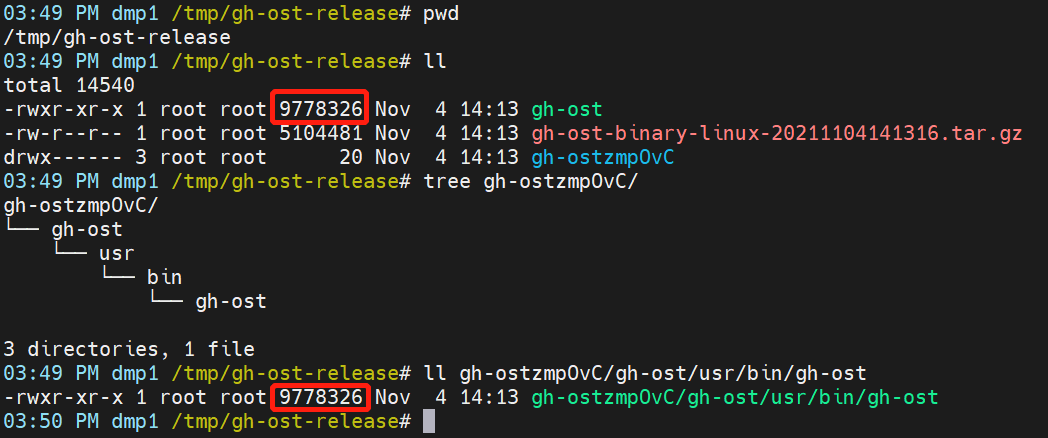 03:49 PM dmp1 /tmp/gh-ost-release# pwd
/tmp/gh-ost-release
03:49 PM dmp1 /tmp/gh-ost-release# ll
total 14540
-rwxr-xr-x 1 root root 9778326 Nov  4 14:13 gh-ost
-rw-r--r-- 1 root root 5104481 Nov  4 14:13 gh-ost-binary-linux-20211104141316.tar.gz
drwx------ 3 root root      20 Nov  4 14:13 gh-ostzmpOvC
03:49 PM dmp1 /tmp/gh-ost-release# tree gh-ostzmpOvC/
gh-ostzmpOvC/
└── gh-ost
    └── usr
        └── bin
            └── gh-ost
3 directories, 1 file
03:49 PM dmp1 /tmp/gh-ost-release# ll gh-ostzmpOvC/gh-ost/usr/bin/gh-ost
-rwxr-xr-x 1 root root 9778326 Nov  4 14:13 gh-ostzmpOvC/gh-ost/usr/bin/gh-ost
03:50 PM dmp1 /tmp/gh-ost-release#